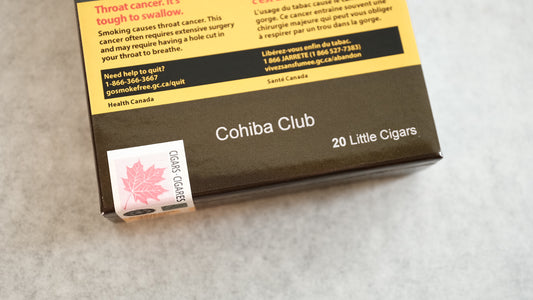 Throat cancer. It's
tough to swallow.
Smoking causes throat cancer. This
cancer often requires extensive surgery
and may require having a hole cut in
your throat to breathe.
L'usage du tabac cause le
gorge. Ce cancer entraîne souvent une
chirurgie majeure qui peut vous obliger
à respirer par un trou dans la gorge.
Need help to quit?
1-866-366-3667
gosmokefree.gc.ca/quit
Libérez-vous enfin du tabac.
1 866 JARRETE (1 866 527-7383)
vivezsansfumee.gc.ca/abandon
Health Canada
Santé Canada
Cohiba Club
20 Little Cigars
CIGARS·CIGARES